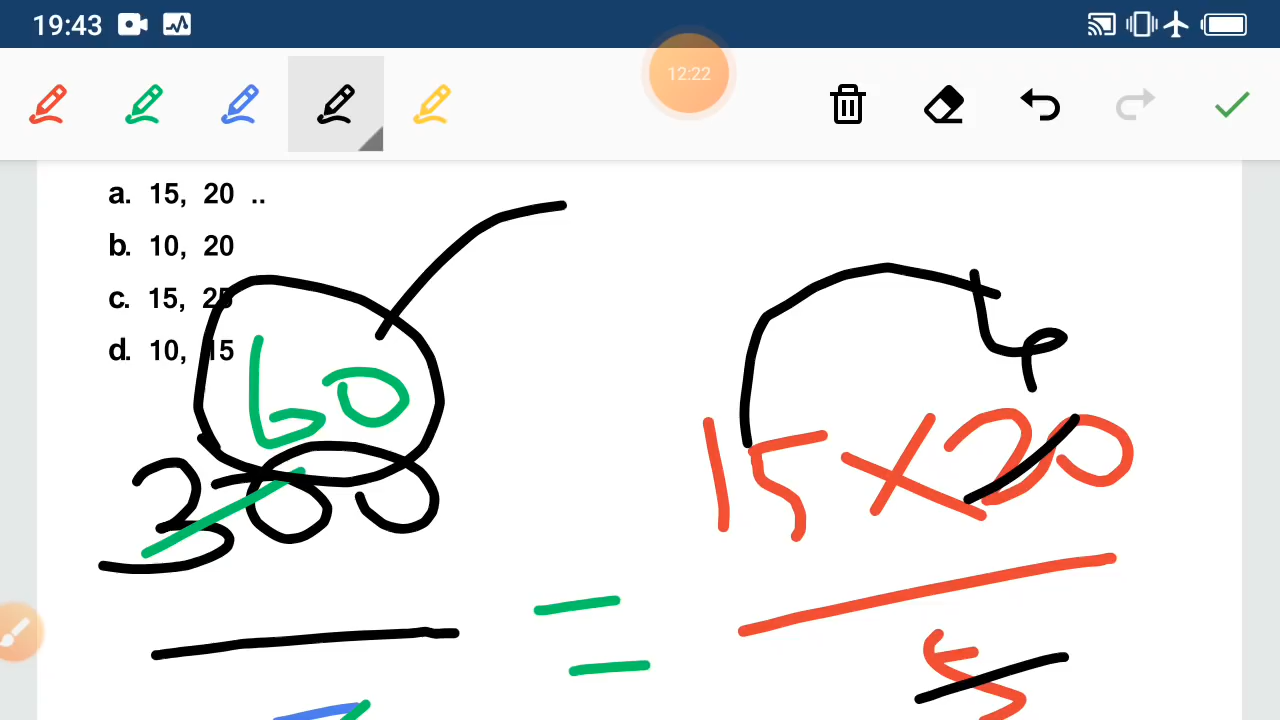 19:43
12:22
a. 15, 20 ..
b. 10, 20
c. 15, 25
d. 10, 15
60
300
15 × 20
=
5